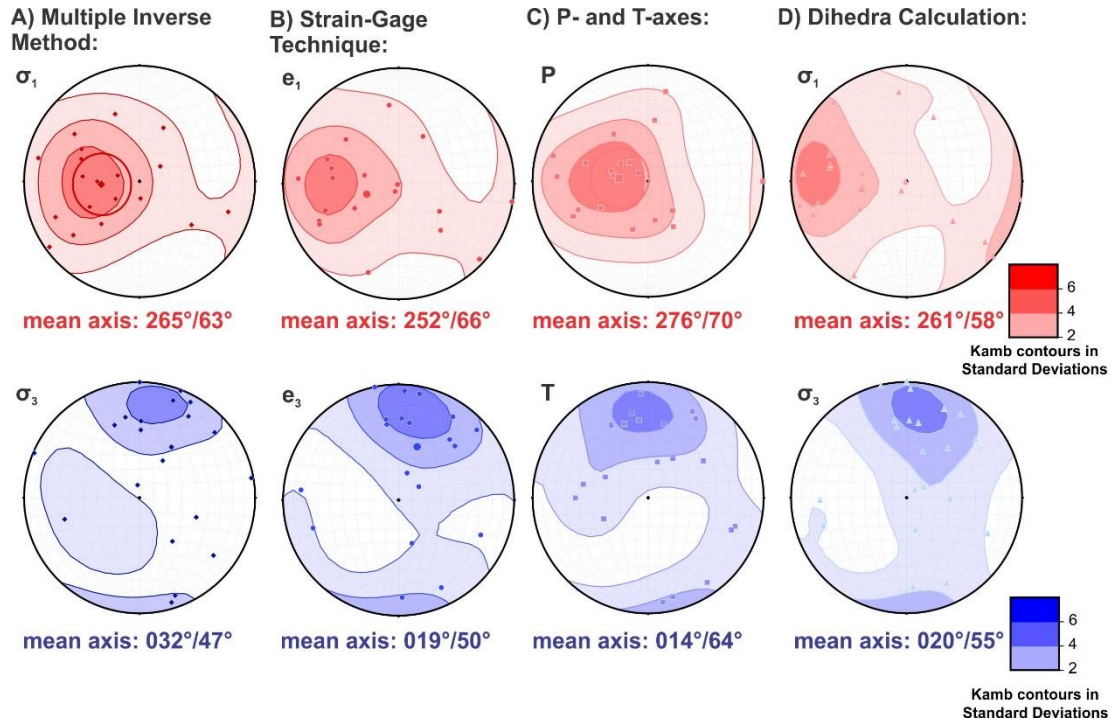 A) Multiple Inverse
Method:
B) Strain-Gage
Technique:
C) P- and T-axes:
D) Dihedra Calculation:
σ1
e1
P
σ1
mean axis: 265°/63°
mean axis: 252°/66°
mean axis: 276°/70°
mean axis: 261°/58°
6
4
2
Kamb contours in
Standard Deviations
σ3
e3
T
σ3
mean axis: 032°/47°
mean axis: 019°/50°
mean axis: 014°/64°
mean axis: 020°/55°
6
4
2
Kamb contours in
Standard Deviations